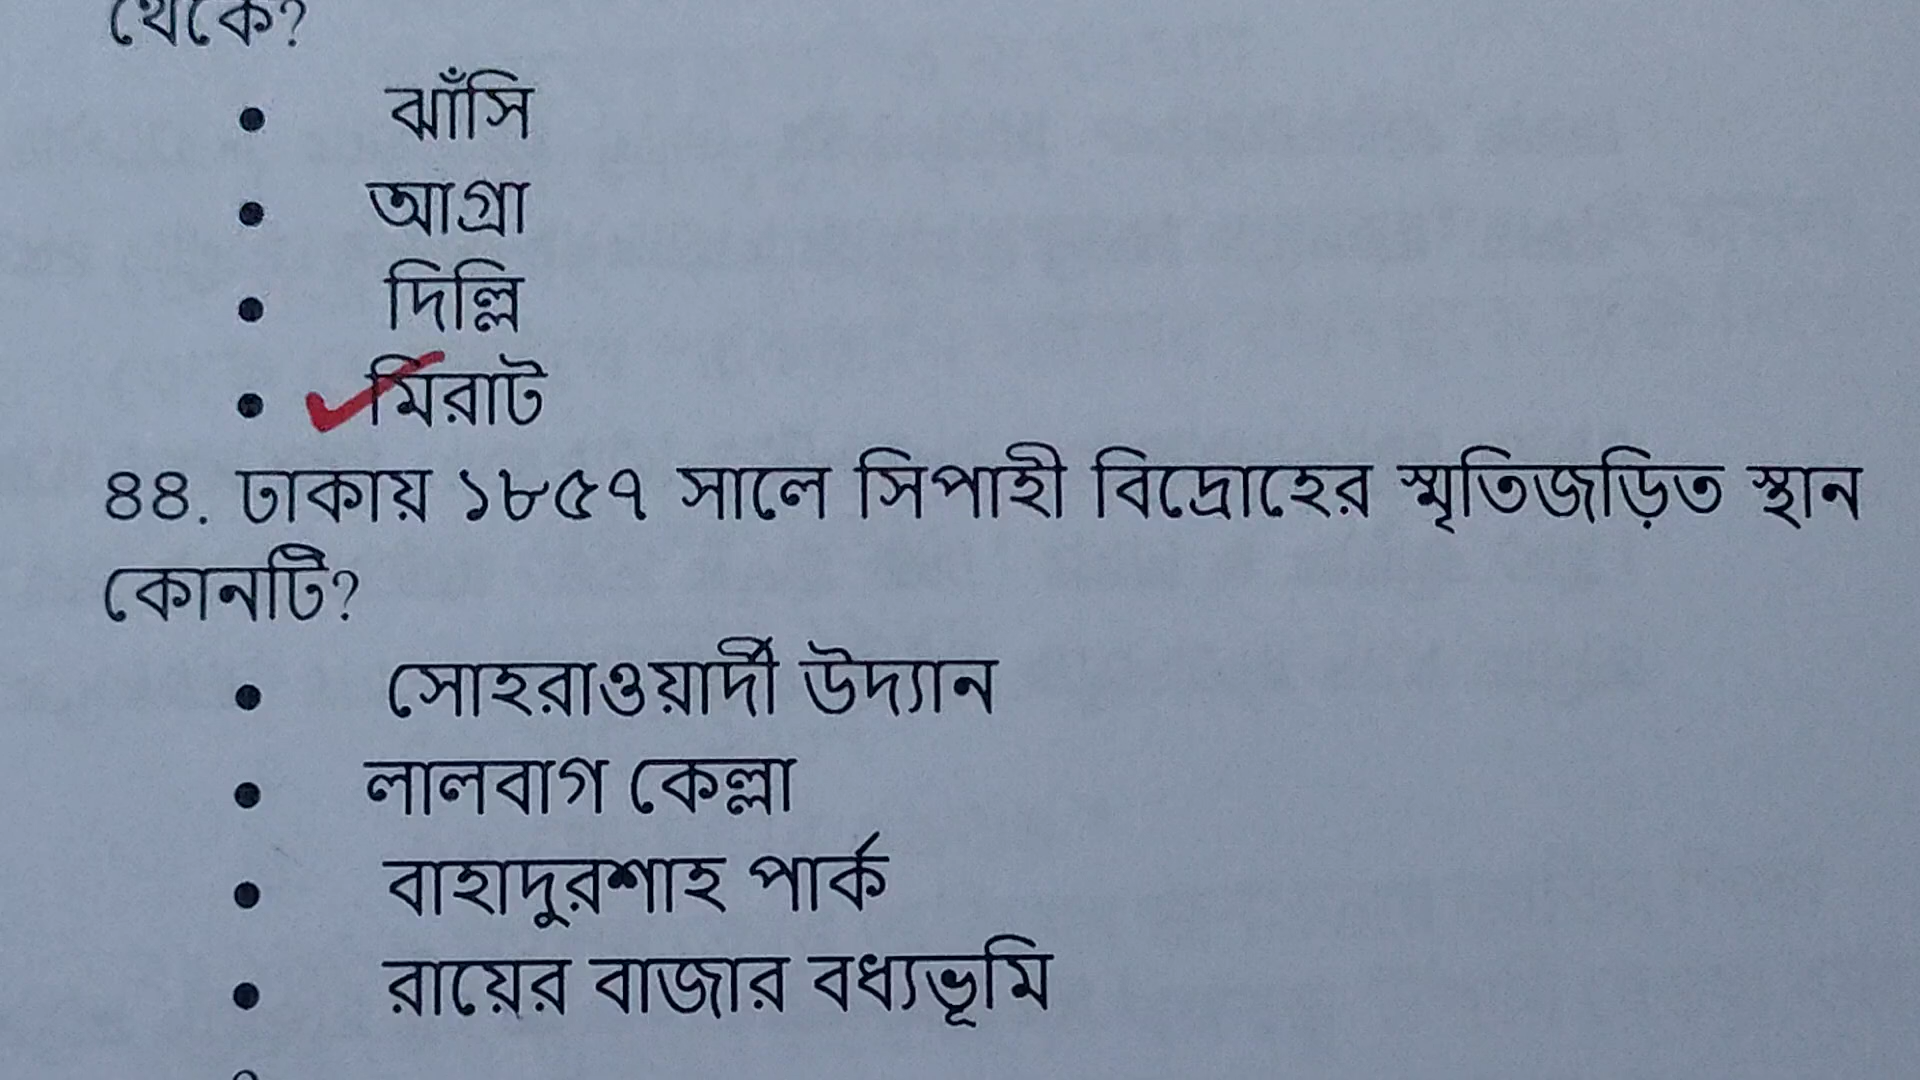 থেকে?
• ঝাঁসি
• আগ্রা
• দিল্লি
• মিরাট
৪৪. ঢাকায় ১৮৫৭ সালে সিপাহী বিদ্রোহের স্মৃতিজড়িত স্থান
কোনটি?
• সোহরাওয়ার্দী উদ্যান
• লালবাগ কেল্লা
• বাহাদুরশাহ পার্ক
• রায়ের বাজার বধ্যভূমি